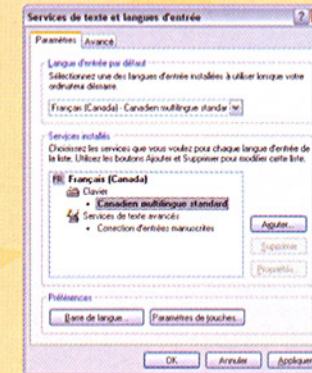 Services de texte et langues d'entrée
Paramètres Avancé
Langue d'entrée par défaut
Sélectionnez une des langues d'entrée installées à utiliser lorsque votre
ordinateur démarre.
Français (Canada) - Canadien multilingue standar
Services installés
Choisissez les services que vous voulez pour chaque langue d'entrée de
la liste. Utilisez les boutons Ajouter et Supprimer pour modifier cette liste.
FR Français (Canada)
Clavier
• Canadien multilingue standard
Services de texte avancés
• Correction d'entrées manuscrites
Ajouter...
Supprimer
Propriétés...
Préférences
Barre de langue... Paramètres de touches...
OK Annuler Appliquer